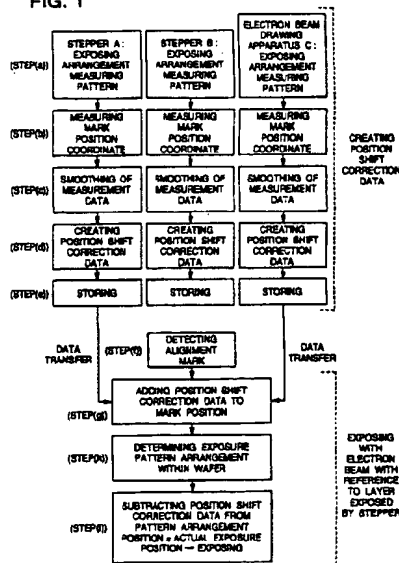 FIG. 1
(STEP(a))
STEPPER A:
EXPOSING
ARRANGEMENT
MEASURING
PATTERN
STEPPER B:
EXPOSING
ARRANGEMENT
MEASURING
PATTERN
ELECTRON BEAM
DRAWING
APPARATUS C:
EXPOSING
ARRANGEMENT
MEASURING
PATTERN
(STEP(b))
MEASURING
MARK
POSITION
COORDINATE
MEASURING
MARK
POSITION
COORDINATE
MEASURING
MARK
POSITION
COORDINATE
(STEP(c))
SMOOTHING OF
MEASUREMENT
DATA
SMOOTHING OF
MEASUREMENT
DATA
SMOOTHING OF
MEASUREMENT
DATA
(STEP(d))
CREATING
POSITION SHIFT
CORRECTION
DATA
CREATING
POSITION SHIFT
CORRECTION
DATA
CREATING
POSITION SHIFT
CORRECTION
DATA
(STEP(e))
STORING
STORING
STORING
CREATING
POSITION
SHIFT
CORRECTION
DATA
DATA
TRANSFER
(STEP(f))
DETECTING
ALIGNMENT
MARK
DATA
TRANSFER
(STEP(g))
ADDING POSITION SHIFT
CORRECTION DATA TO
MARK POSITION
(STEP(h))
DETERMINING EXPOSURE
PATTERN ARRANGEMENT
WITHIN WAFER
(STEP(i))
SUBTRACTING POSITION SHIFT
CORRECTION DATA FROM
PATTERN ARRANGEMENT
POSITION = ACTUAL EXPOSURE
POSITION → EXPOSING
EXPOSING
WITH
ELECTRON
BEAM WITH
REFERENCE
TO LAYER
EXPOSED
BY STEPPER